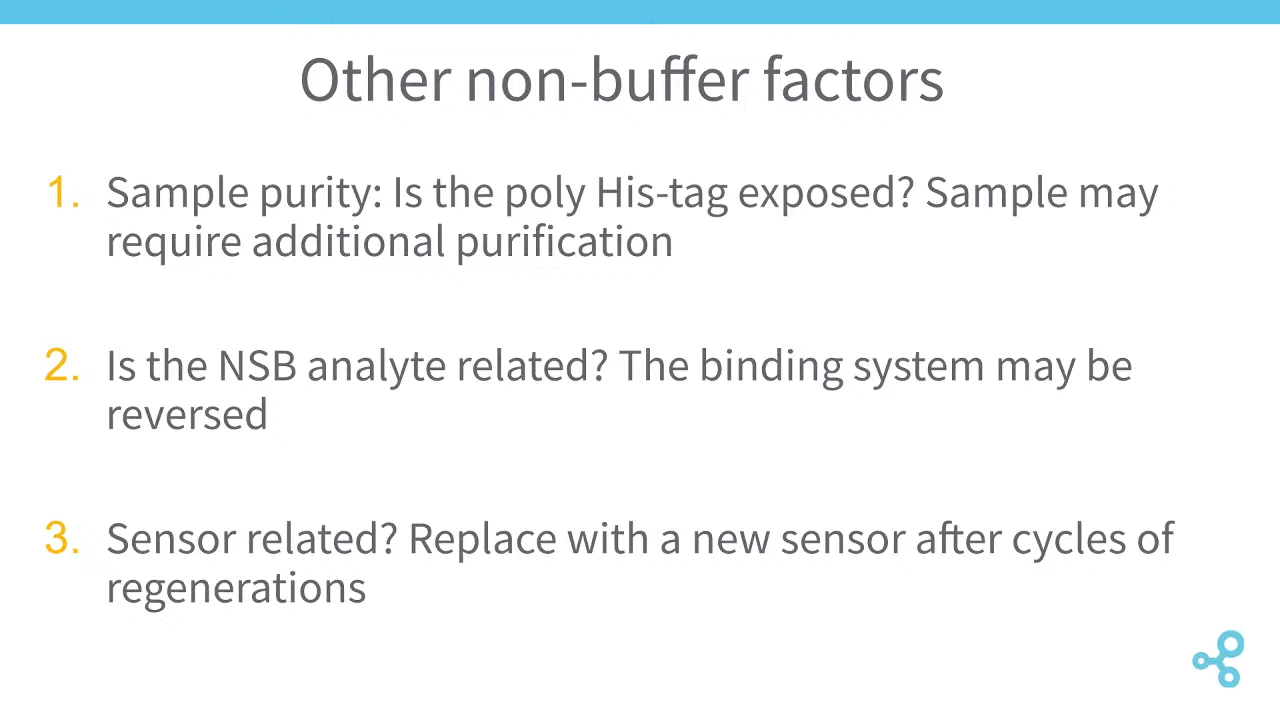 Other non-buffer factors
1. Sample purity: Is the poly His-tag exposed? Sample may
require additional purification
2. Is the NSB analyte related? The binding system may be
reversed
3. Sensor related? Replace with a new sensor after cycles of
regenerations